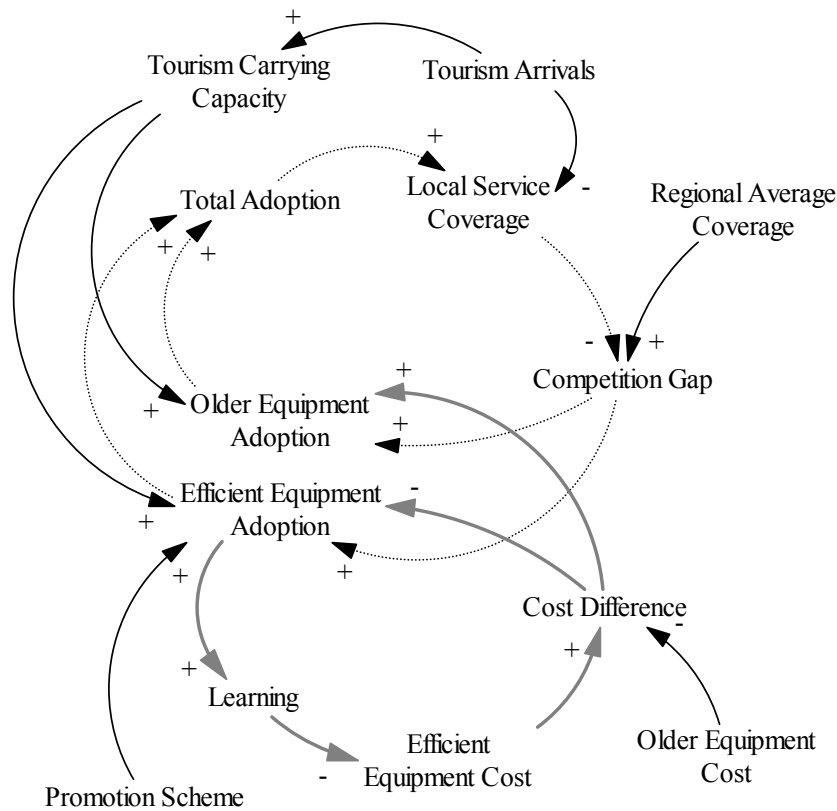 +
Tourism Carrying
Capacity
Tourism Arrivals
+
Total Adoption
Local Service
Coverage
-
Regional Average
Coverage
+
+
-
+
Competition Gap
+
+
Older Equipment
Adoption
+
-
Efficient Equipment
Adoption
+
+
+
Cost Difference
-
+
+
Learning
-
Efficient
Equipment Cost
Older Equipment
Cost
Promotion Scheme